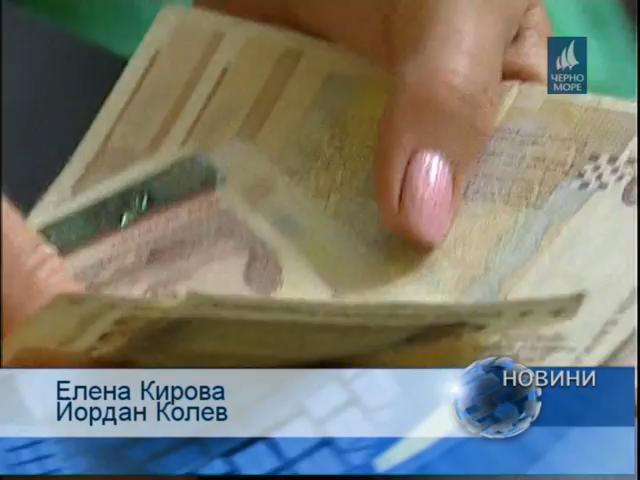 ЧЕРНО
МОРЕ
НОВИНИ
Елена Кирова
Йордан Колев